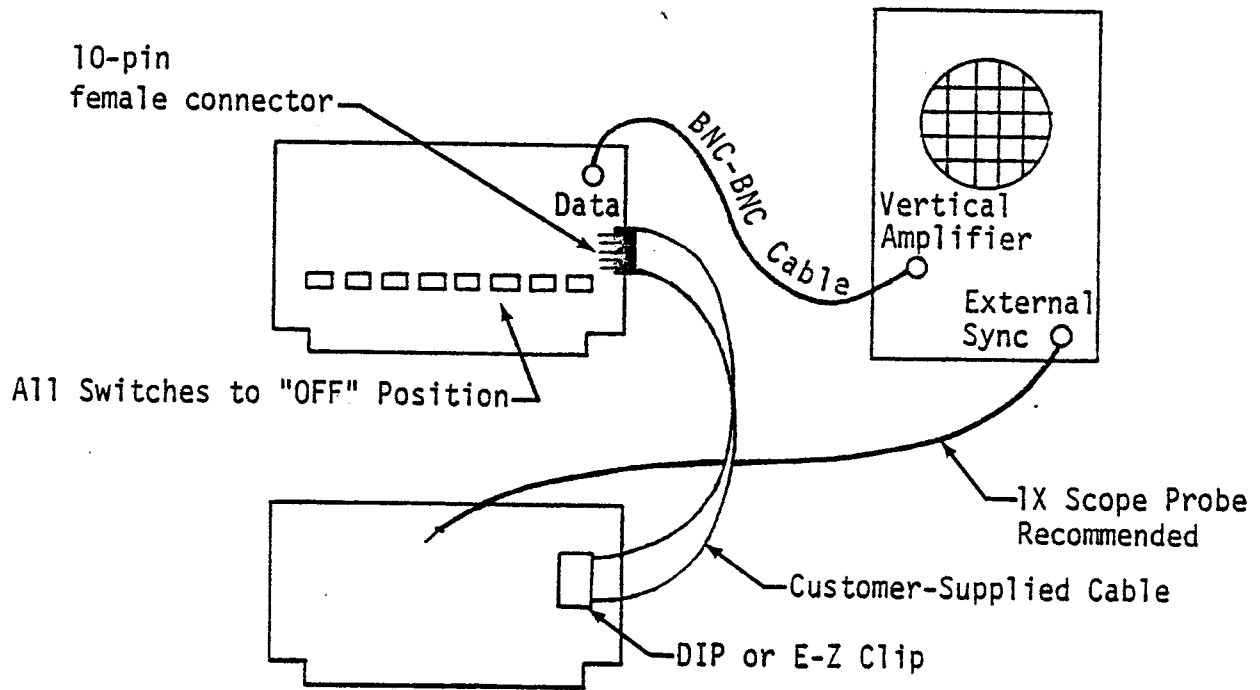 10-pin
female connector
Data
BNC-BNC Cable
Vertical
Amplifier
External
Sync
All Switches to "OFF" Position
1X Scope Probe
Recommended
Customer-Supplied Cable
DIP or E-Z Clip